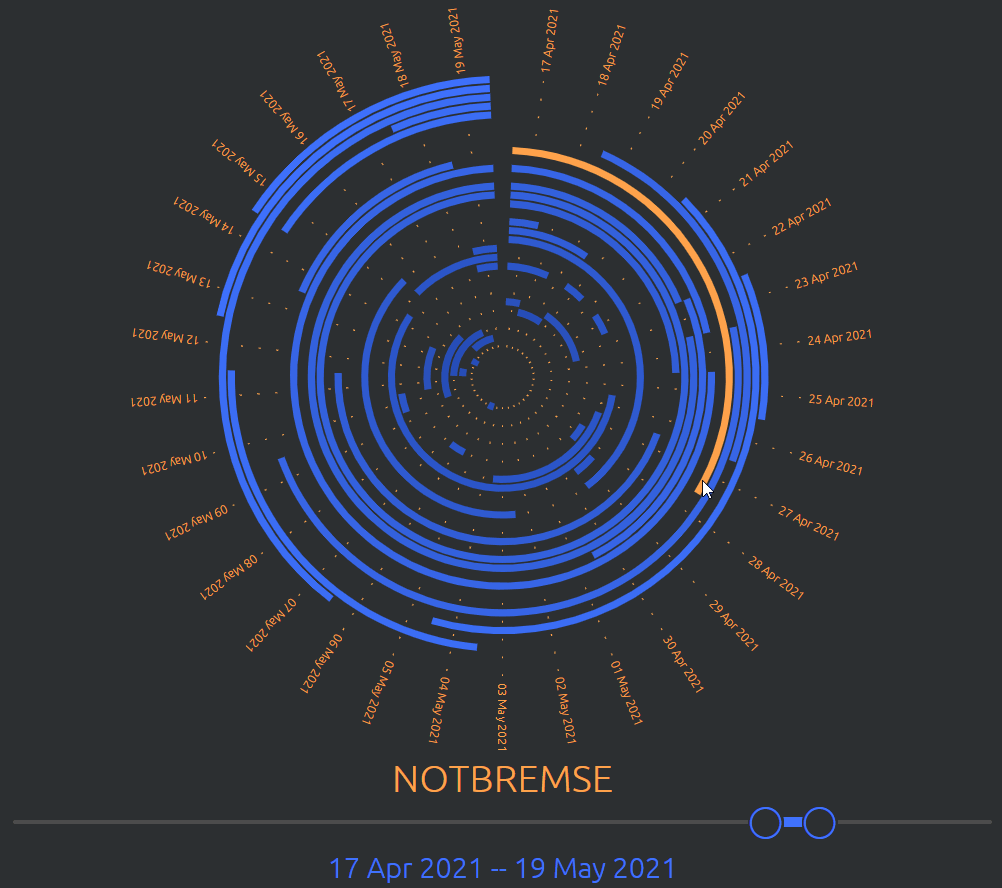 17 Apr 2021
18 Apr 2021
19 Apr 2021
20 Apr 2021
21 Apr 2021
22 Apr 2021
23 Apr 2021
24 Apr 2021
25 Apr 2021
26 Apr 2021
27 Apr 2021
28 Apr 2021
29 Apr 2021
30 Apr 2021
01 May 2021
02 May 2021
03 May 2021
04 May 2021
05 May 2021
06 May 2021
07 May 2021
08 May 2021
09 May 2021
10 May 2021
11 May 2021
12 May 2021
13 May 2021
14 May 2021
15 May 2021
16 May 2021
17 May 2021
18 May 2021
19 May 2021
NOTBREMSE
17 Apr 2021 -- 19 May 2021